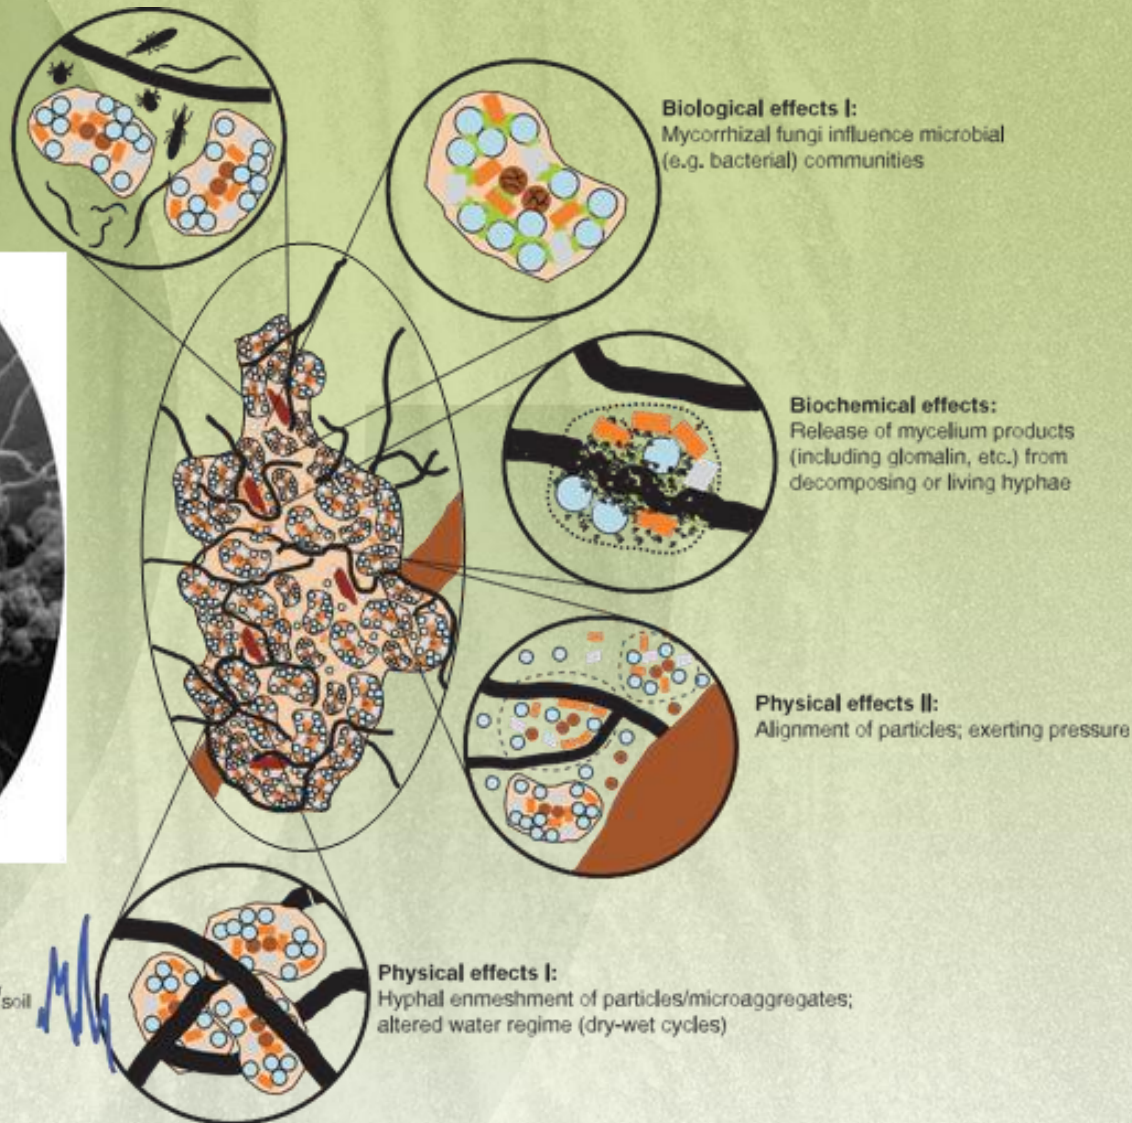 Biological effects I:
Mycorrhizal fungi influence microbial
(e.g. bacterial) communities
Biochemical effects:
Release of mycelium products
(including glomalin, etc.) from
decomposing or living hyphae
Physical effects II:
Alignment of particles; exerting pressure
soil
Physical effects I:
Hyphal enmeshment of particles/microaggregates;
altered water regime (dry-wet cycles)